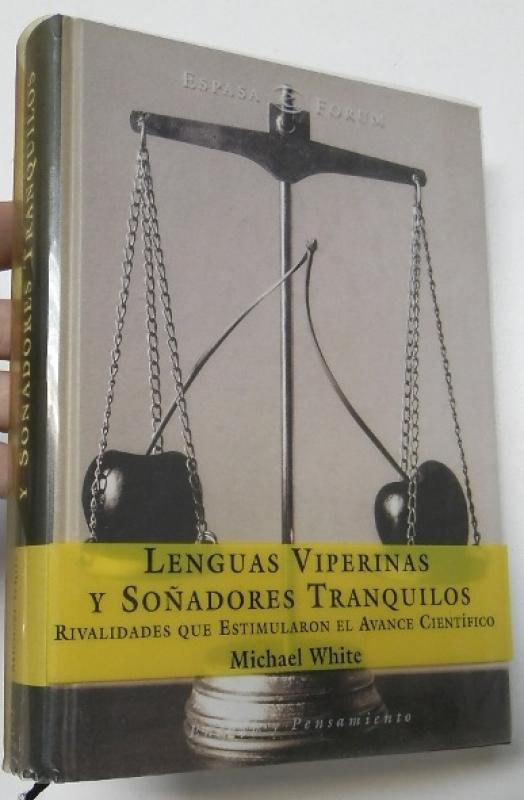 ESPASA FORUM
LENGUAS VIPERINAS
Y SOÑADORES TRANQUILOS
RIVALIDADES QUE ESTIMULARON EL AVANCE CIENTÍFICO
Michael White
Pensamiento
Y SOÑADORES TRANQUILOS